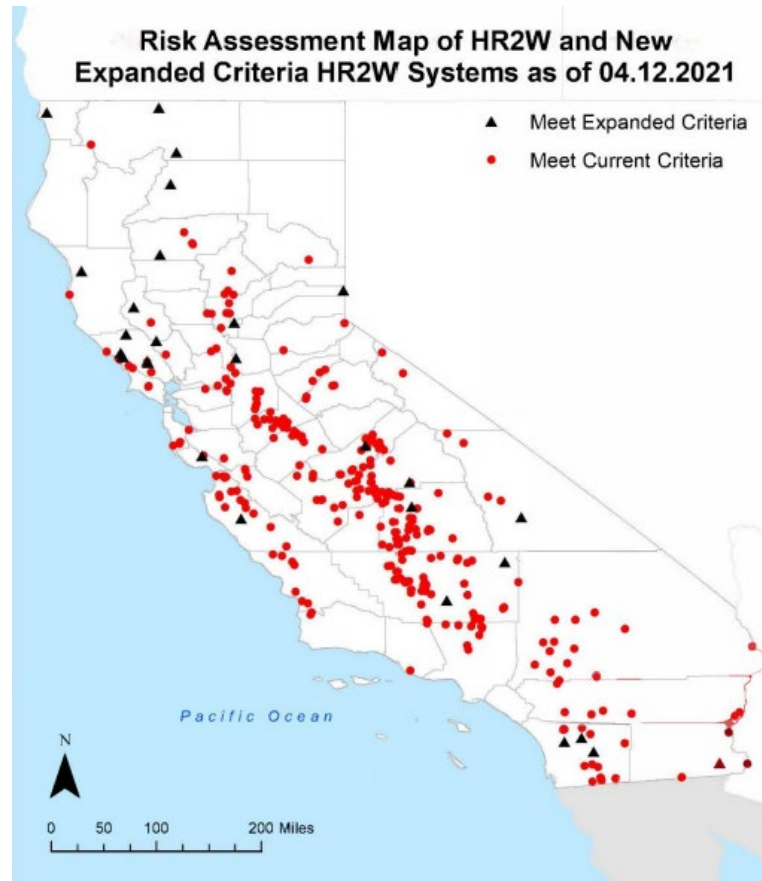 Risk Assessment Map of HR2W and New
Expanded Criteria HR2W Systems as of 04.12.2021
Meet Expanded Criteria
Meet Current Criteria
Pacific Ocean
N
0 50 100 200 Miles